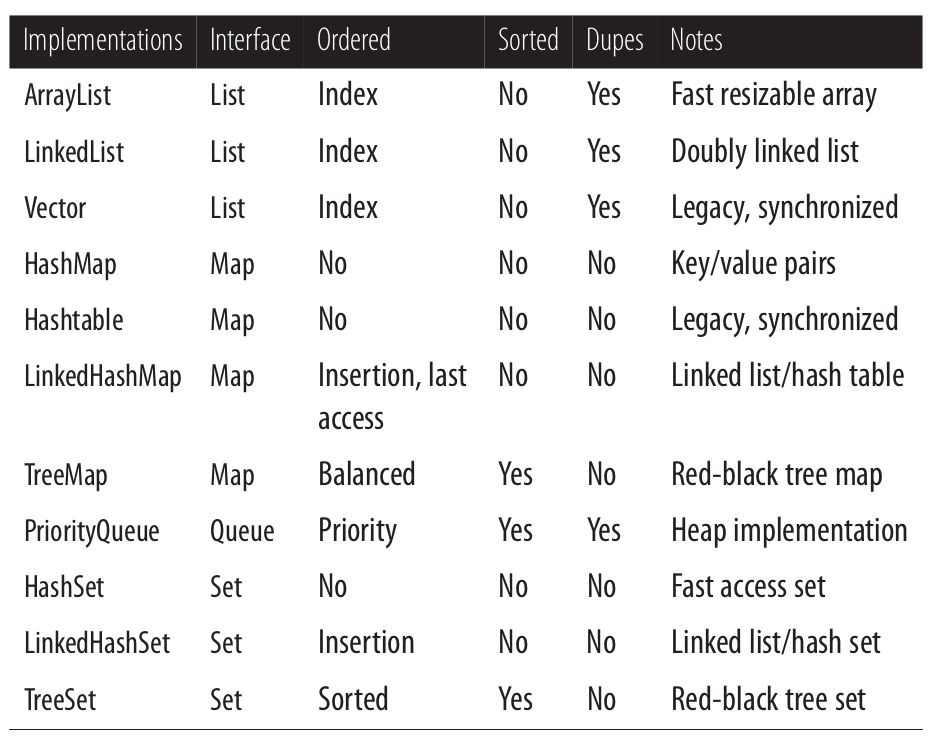 Implementations Interface Ordered Sorted Dupes Notes
ArrayList List Index No Yes Fast resizable array
LinkedList List Index No Yes Doubly linked list
Vector List Index No Yes Legacy, synchronized
HashMap Map No No No Key/value pairs
Hashtable Map No No No Legacy, synchronized
LinkedHashMap Map Insertion, last No No Linked list/hash table
access
TreeMap Map Balanced Yes No Red-black tree map
PriorityQueue Queue Priority Yes Yes Heap implementation
HashSet Set No No No Fast access set
LinkedHashSet Set Insertion No No Linked list/hash set
TreeSet Set Sorted Yes No Red-black tree set